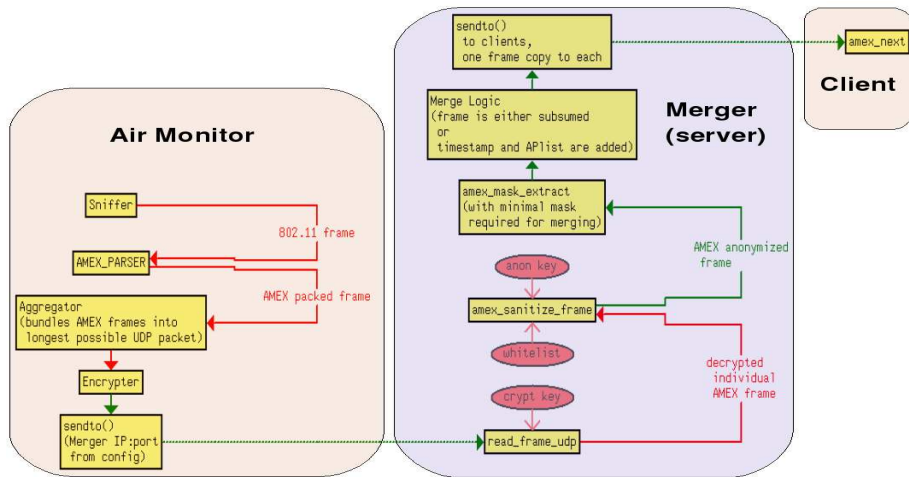 Air Monitor
Sniffer
802.11 frame
AMEX_PARSER
AMEX packed frame
Aggregator
(bundles AMEX frames into
longest possible UDP packet)
Encrypter
sendto()
(Merger IP:port
from config)
Merger
(server)
sendto()
to clients,
one frame copy to each
Merge Logic
(frame is either subsumed
or
timestamp and APlist are added)
amex_mask_extract
(with minimal mask
required for merging)
AMEX anonymized
frame
anon key
amex_sanitize_frame
whitelist
decrypted
individual
AMEX frame
crypt key
read_frame_udp
amex_next
Client